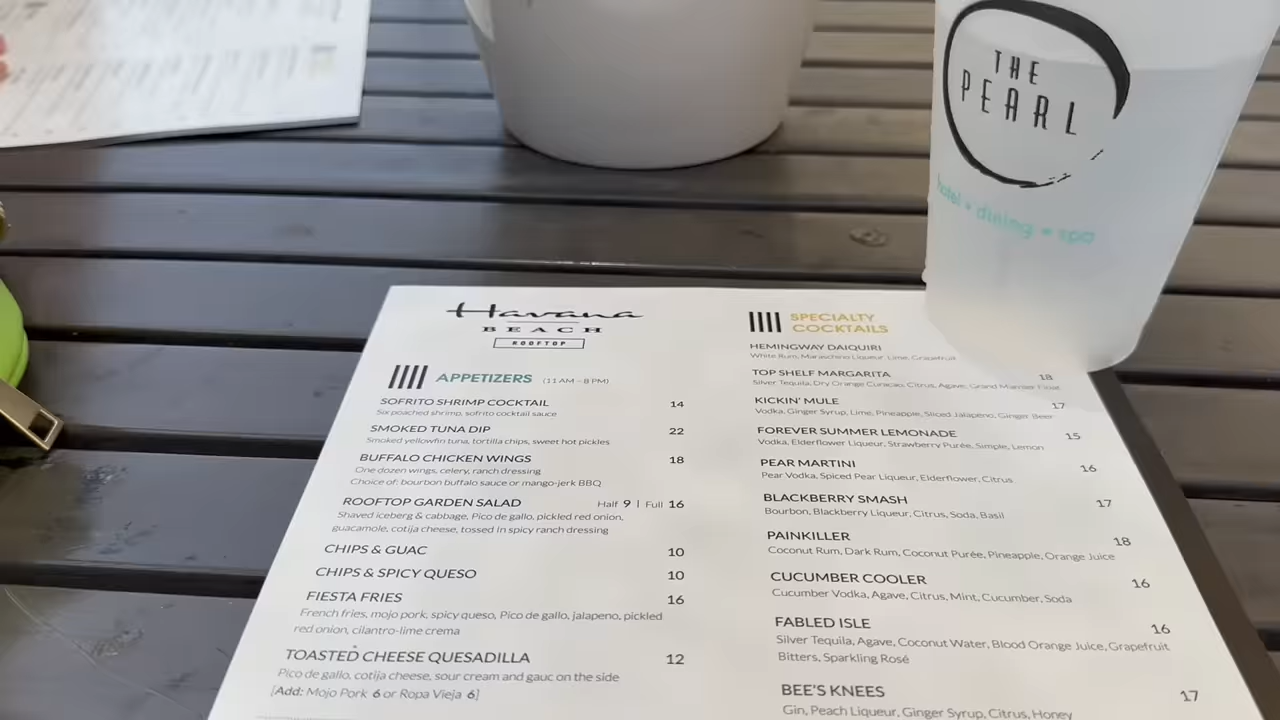 THE
PEARL
hotel • dining • spa
Havana
BEACH
ROOFTOP
APPETIZERS (11 AM – 8 PM)
SOFRITO SHRIMP COCKTAIL 14
Six poached shrimp, sofrito cocktail sauce
SMOKED TUNA DIP 22
Smoked yellowfin tuna, tortilla chips, sweet hot pickles
BUFFALO CHICKEN WINGS 18
One dozen wings, celery, ranch dressing
Choice of: bourbon buffalo sauce or mango-jerk BBQ
ROOFTOP GARDEN SALAD Half 9 | Full 16
Shaved iceberg & cabbage, Pico de gallo, pickled red onion,
guacamole, cotija cheese, tossed in spicy ranch dressing
CHIPS & GUAC 10
CHIPS & SPICY QUESO 10
FIESTA FRIES 16
French fries, mojo pork, spicy queso, Pico de gallo, jalapeno, pickled
red onion, cilantro-lime crema
TOASTED CHEESE QUESADILLA 12
Pico de gallo, cotija cheese, sour cream and gauc on the side
[Add: Mojo Pork 6 or Ropa Vieja 6]
SPECIALTY
COCKTAILS
HEMINGWAY DAIQUIRI
White Rum, Maraschino Liqueur, Lime, Grapefruit
TOP SHELF MARGARITA 18
Silver Tequila, Dry Orange Curacao, Citrus, Agave, Grand Marnier Float
KICKIN' MULE 17
Vodka, Ginger Syrup, Lime, Pineapple, Sliced Jalapeno, Ginger Beer
FOREVER SUMMER LEMONADE 15
Vodka, Elderflower Liqueur, Strawberry Purée, Simple, Lemon
PEAR MARTINI 16
Pear Vodka, Spiced Pear Liqueur, Elderflower, Citrus
BLACKBERRY SMASH 17
Bourbon, Blackberry Liqueur, Citrus, Soda, Basil
PAINKILLER 18
Coconut Rum, Dark Rum, Coconut Purée, Pineapple, Orange Juice
CUCUMBER COOLER 16
Cucumber Vodka, Agave, Citrus, Mint, Cucumber, Soda
FABLED ISLE 16
Silver Tequila, Agave, Coconut Water, Blood Orange Juice, Grapefruit
Bitters, Sparkling Rosé
BEE'S KNEES 17
Gin, Peach Liqueur, Ginger Syrup, Citrus, Honey